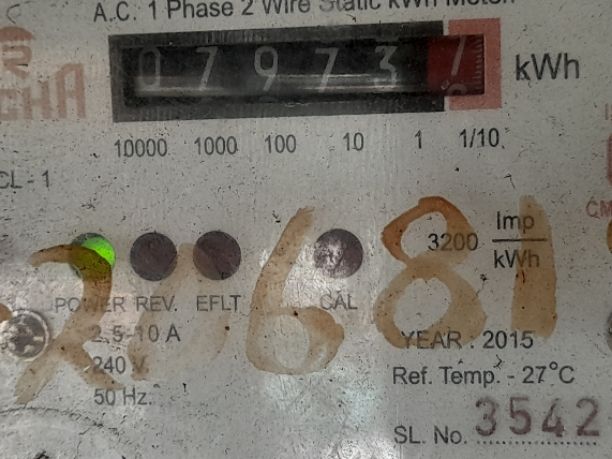 A.C. 1 Phase 2 Wire Static kWh Meter
07973 7 kWh
10000 1000 100 10 1 1/10
CL - 1
3200 Imp/kWh
POWER REV. EFLT CAL
2.5-10 A
240 V.
50 Hz.
20681
YEAR : 2015
Ref. Temp. - 27°C
SL. No. 3542